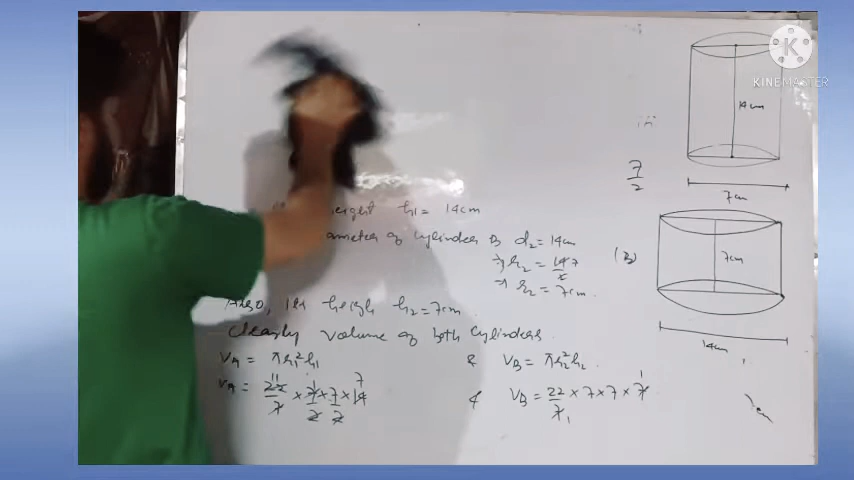 K
KINEMASTER
14cm
7cm
7/2
height h1 = 14cm
ameter of cylinder B d2 = 14cm
⇒ r2 = 14/2 7
⇒ r2 = 7cm.
Also, its heigh h2 = 7cm
Clearly volume of both cylinders.
VA = πr1²h1 & VB = πr2²h2
VA = 22/7 × 7/2 × 7/2 × 14 & VB = 22/7 × 7 × 7 × 7
(B)
7cm
14cm